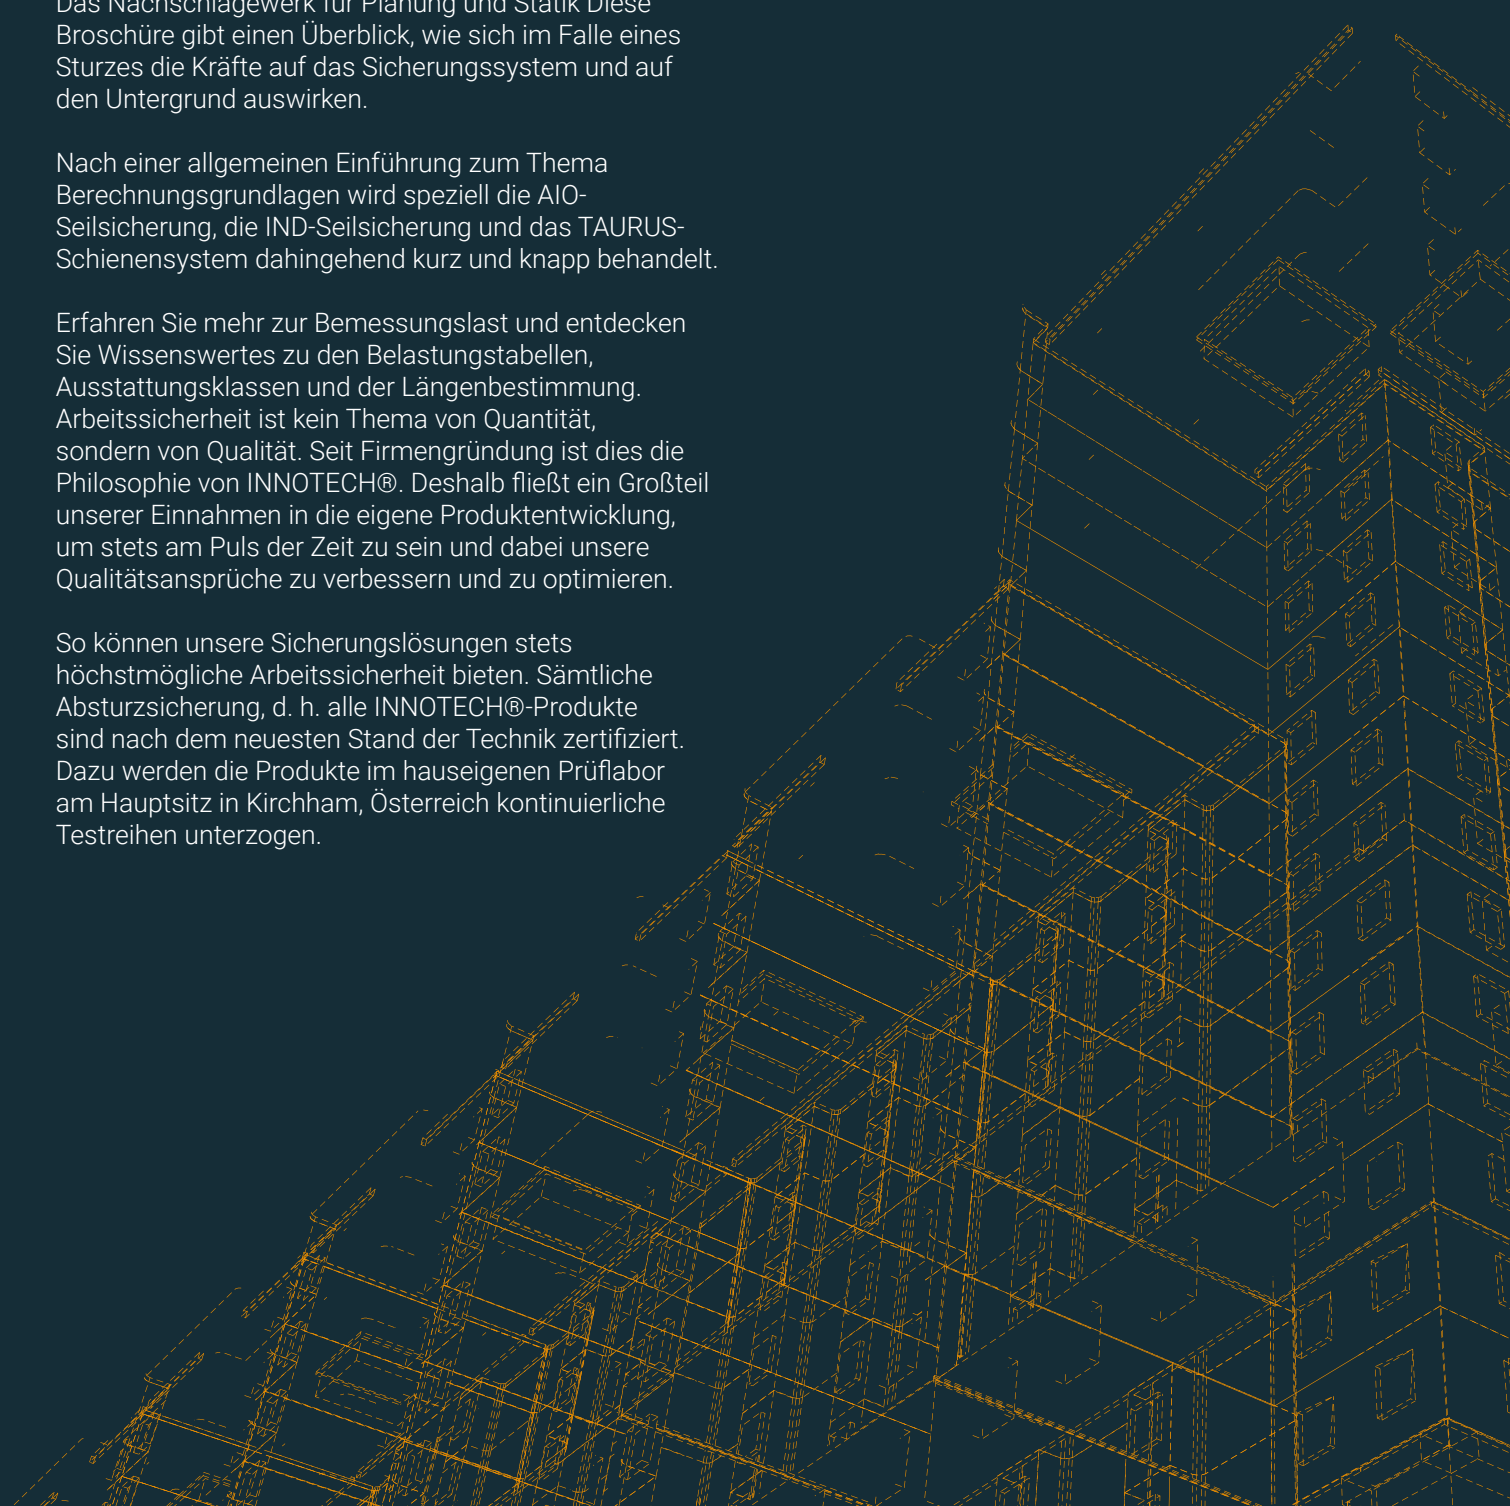 Das Nachschlagewerk für Planung und Statik Diese
Broschüre gibt einen Überblick, wie sich im Falle eines
Sturzes die Kräfte auf das Sicherungssystem und auf
den Untergrund auswirken.
Nach einer allgemeinen Einführung zum Thema
Berechnungsgrundlagen wird speziell die AIO-
Seilsicherung, die IND-Seilsicherung und das TAURUS-
Schienensystem dahingehend kurz und knapp behandelt.
Erfahren Sie mehr zur Bemessungslast und entdecken
Sie Wissenswertes zu den Belastungstabellen,
Ausstattungsklassen und der Längenbestimmung.
Arbeitssicherheit ist kein Thema von Quantität,
sondern von Qualität. Seit Firmengründung ist dies die
Philosophie von INNOTECH®. Deshalb fließt ein Großteil
unserer Einnahmen in die eigene Produktentwicklung,
um stets am Puls der Zeit zu sein und dabei unsere
Qualitätsansprüche zu verbessern und zu optimieren.
So können unsere Sicherungslösungen stets
höchstmögliche Arbeitssicherheit bieten. Sämtliche
Absturzsicherung, d. h. alle INNOTECH®-Produkte
sind nach dem neuesten Stand der Technik zertifiziert.
Dazu werden die Produkte im hauseigenen Prüflabor
am Hauptsitz in Kirchham, Österreich kontinuierliche
Testreihen unterzogen.